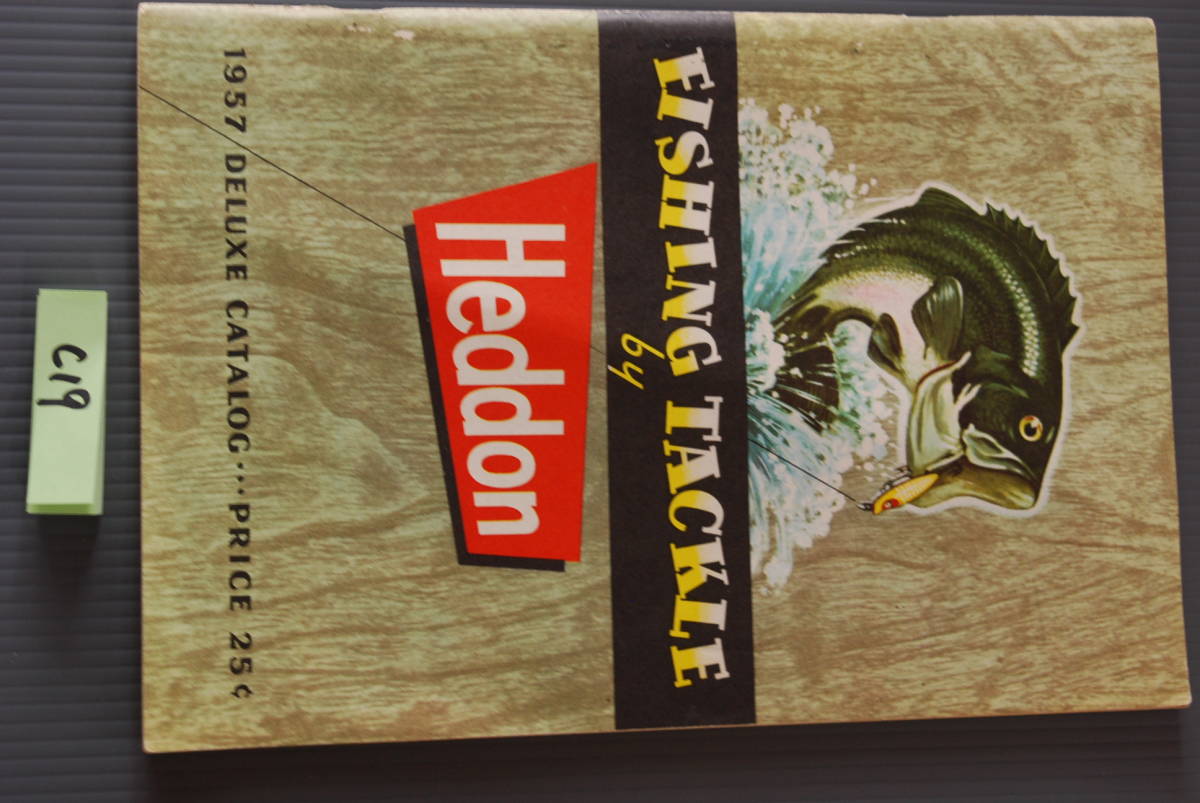 FISHING TACKLE
by
Heddon
1957 DELUXE CATALOG··PRICE 25¢
C19